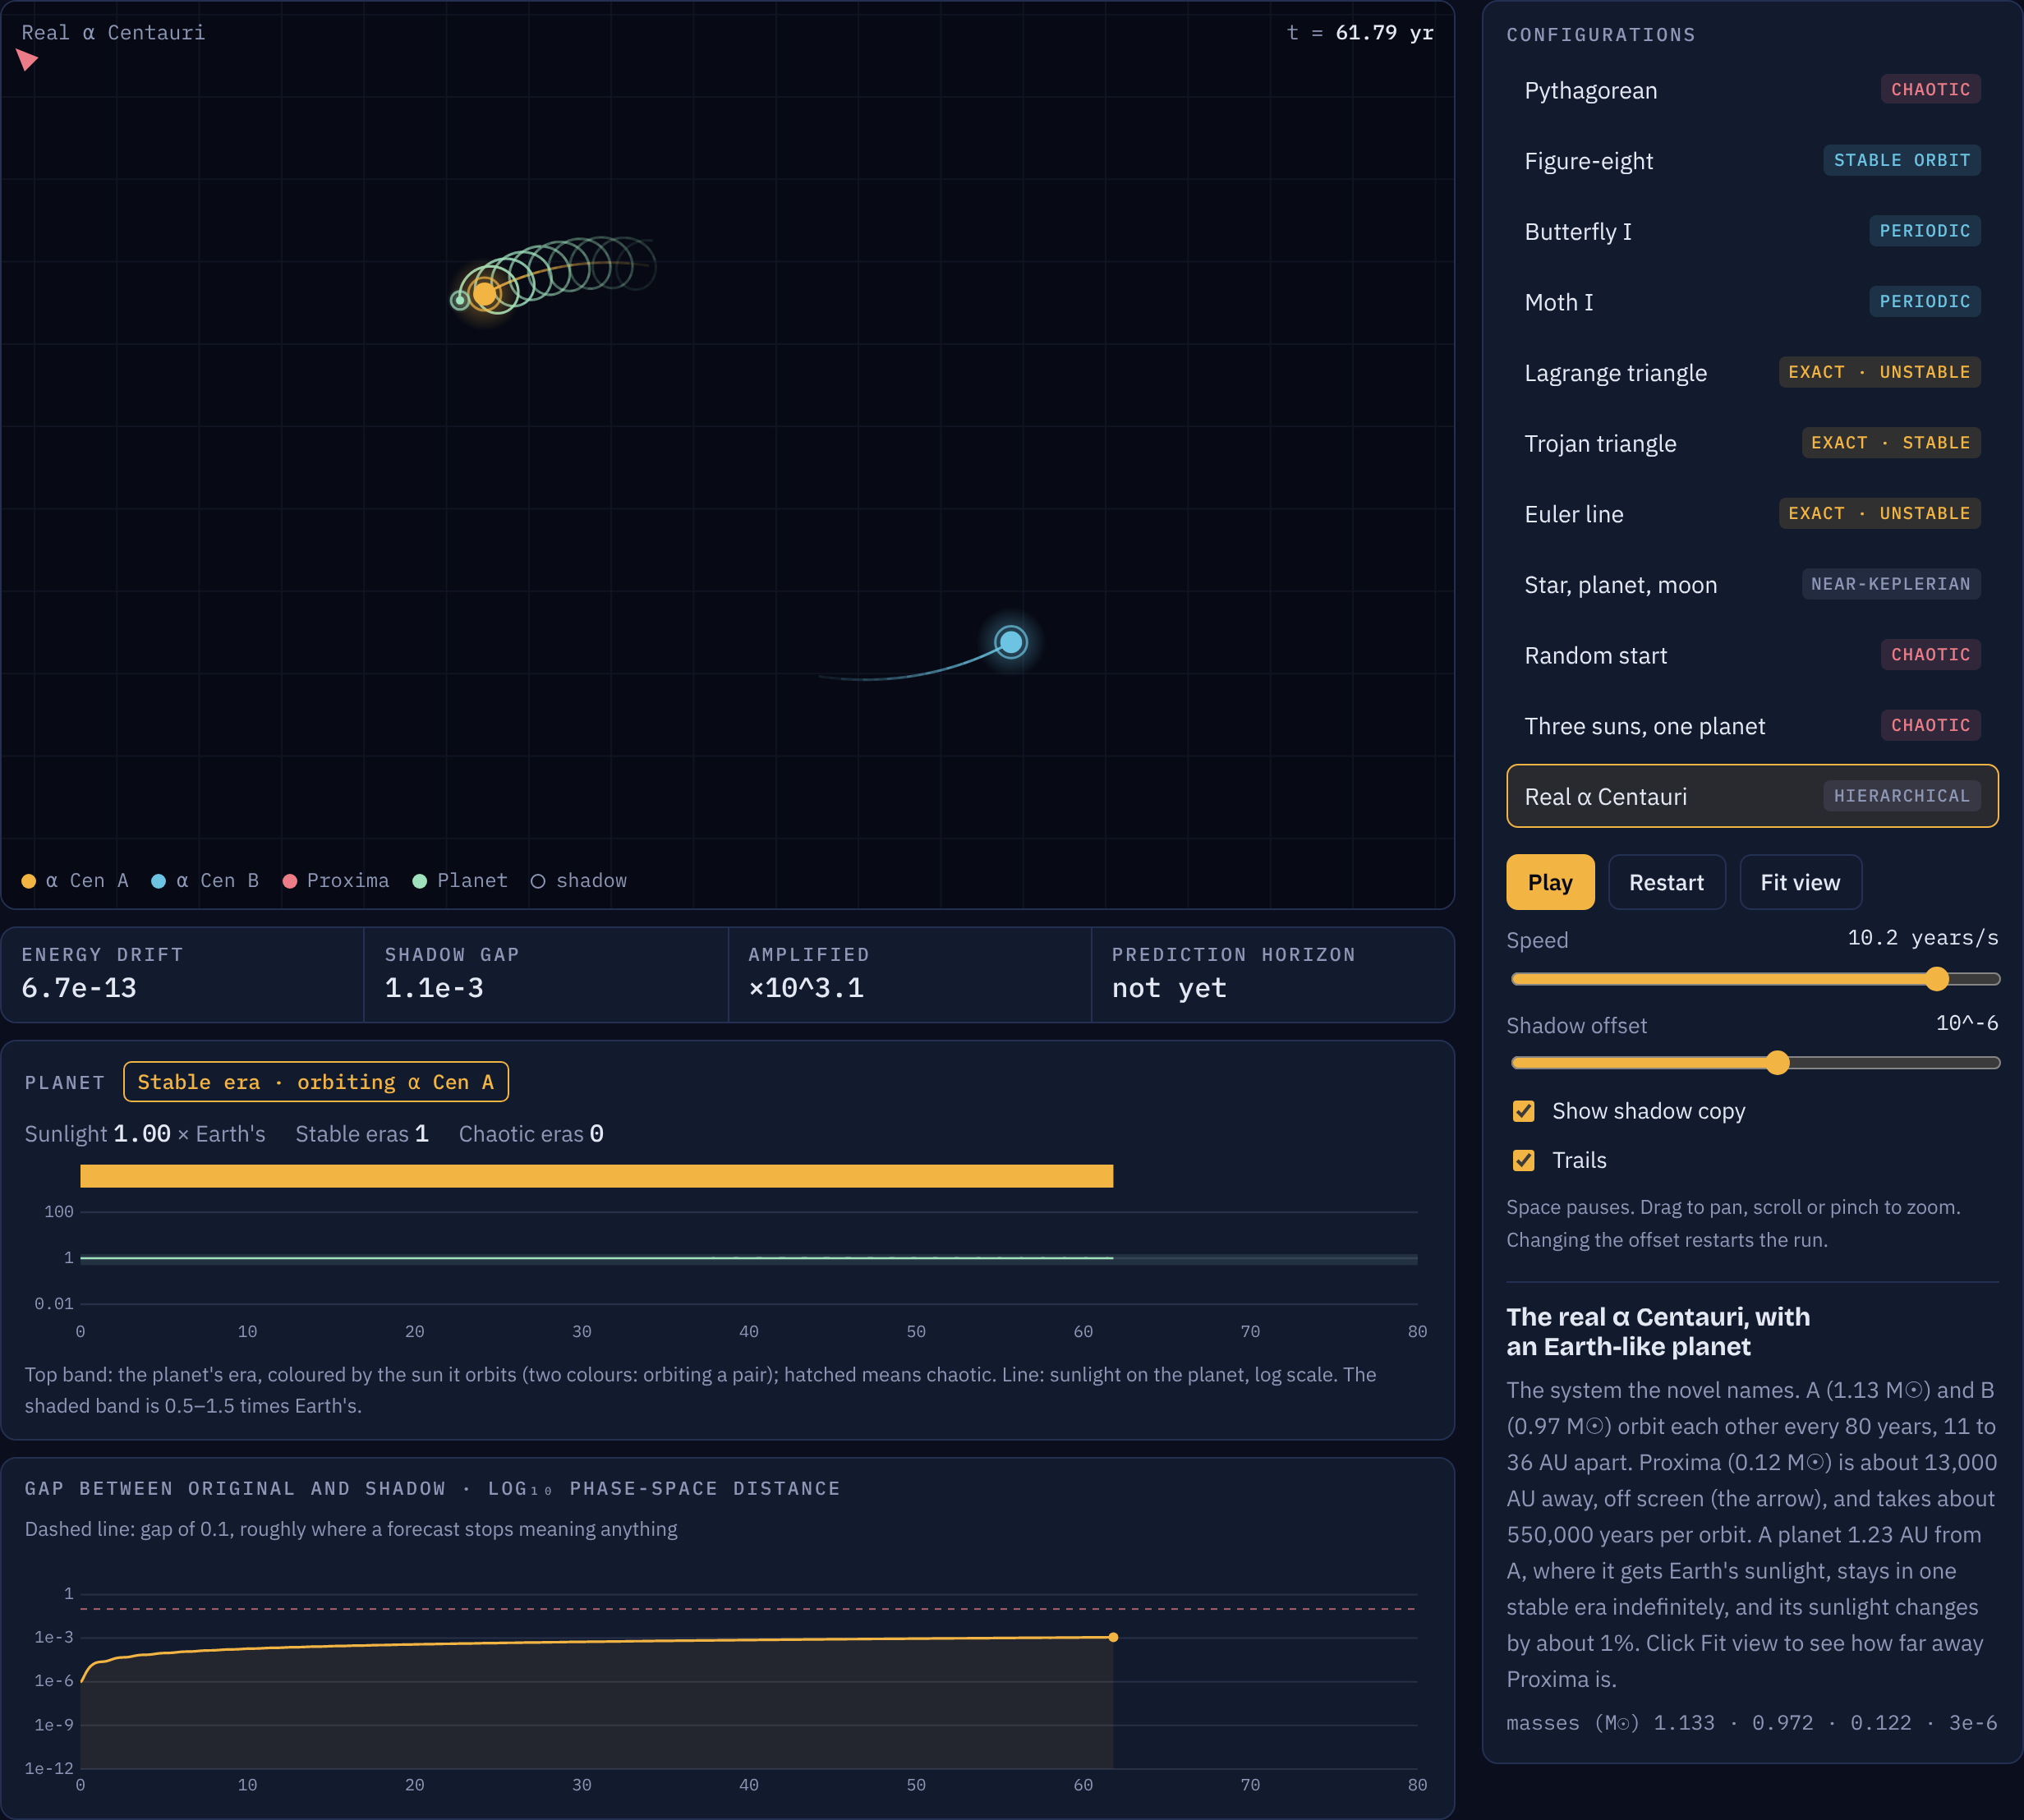 Real α Centauri
t = 61.79 yr
α Cen A
α Cen B
Proxima
Planet
shadow
ENERGY DRIFT
6.7e-13
SHADOW GAP
1.1e-3
AMPLIFIED
×10^3.1
PREDICTION HORIZON
not yet
PLANET
Stable era · orbiting α Cen A
Sunlight 1.00 × Earth's
Stable eras 1
Chaotic eras 0
100
1
0.01
0 10 20 30 40 50 60 70 80
Top band: the planet's era, coloured by the sun it orbits (two colours: orbiting a pair); hatched means chaotic. Line: sunlight on the planet, log scale. The
shaded band is 0.5–1.5 times Earth's.
GAP BETWEEN ORIGINAL AND SHADOW · LOG₁₀ PHASE-SPACE DISTANCE
Dashed line: gap of 0.1, roughly where a forecast stops meaning anything
1
1e-3
1e-6
1e-9
1e-12
0 10 20 30 40 50 60 70 80
CONFIGURATIONS
Pythagorean CHAOTIC
Figure-eight STABLE ORBIT
Butterfly I PERIODIC
Moth I PERIODIC
Lagrange triangle EXACT · UNSTABLE
Trojan triangle EXACT · STABLE
Euler line EXACT · UNSTABLE
Star, planet, moon NEAR-KEPLERIAN
Random start CHAOTIC
Three suns, one planet CHAOTIC
Real α Centauri HIERARCHICAL
Play
Restart
Fit view
Speed 10.2 years/s
Shadow offset 10^-6
Show shadow copy
Trails
Space pauses. Drag to pan, scroll or pinch to zoom.
Changing the offset restarts the run.
The real α Centauri, with
an Earth-like planet
The system the novel names. A (1.13 M☉) and B
(0.97 M☉) orbit each other every 80 years, 11 to
36 AU apart. Proxima (0.12 M☉) is about 13,000
AU away, off screen (the arrow), and takes about
550,000 years per orbit. A planet 1.23 AU from
A, where it gets Earth's sunlight, stays in one
stable era indefinitely, and its sunlight changes
by about 1%. Click Fit view to see how far away
Proxima is.
masses (M☉) 1.133 · 0.972 · 0.122 · 3e-6